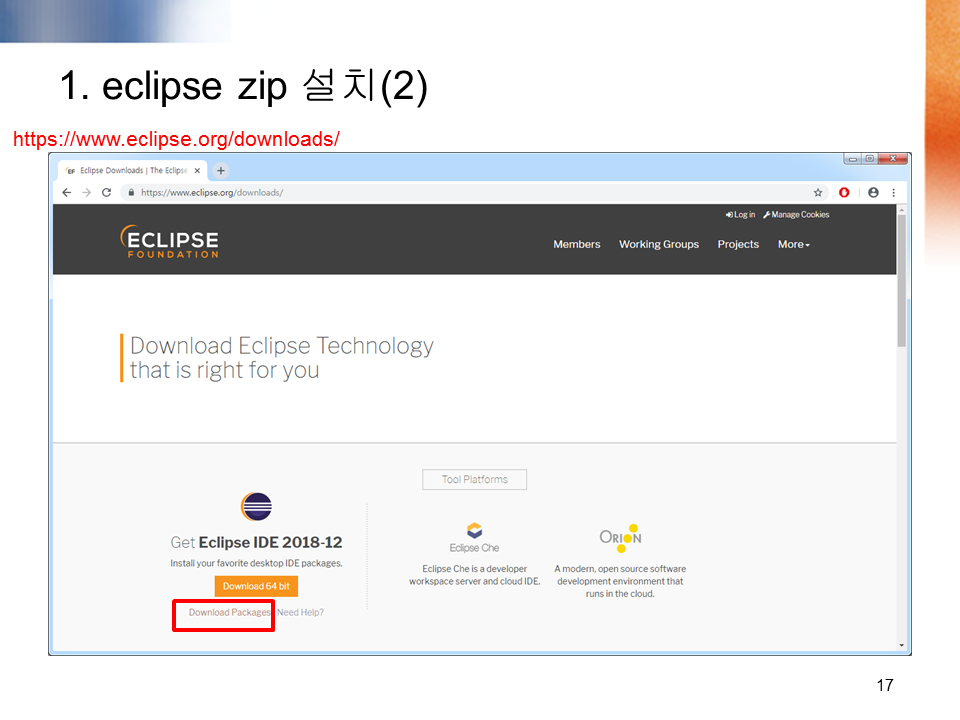 1. eclipse zip 설치(2)
https://www.eclipse.org/downloads/
Eclipse Downloads | The Eclipse
https://www.eclipse.org/downloads/
Log in Manage Cookies
ECLIPSE
FOUNDATION
Members Working Groups Projects More
Download Eclipse Technology
that is right for you
Tool Platforms
Get Eclipse IDE 2018-12
Install your favorite desktop IDE packages.
Download 64 bit
Download Packages Need Help?
Eclipse Che
Eclipse Che is a developer
workspace server and cloud IDE.
ORION
A modern, open source software
development environment that
runs in the cloud.
17